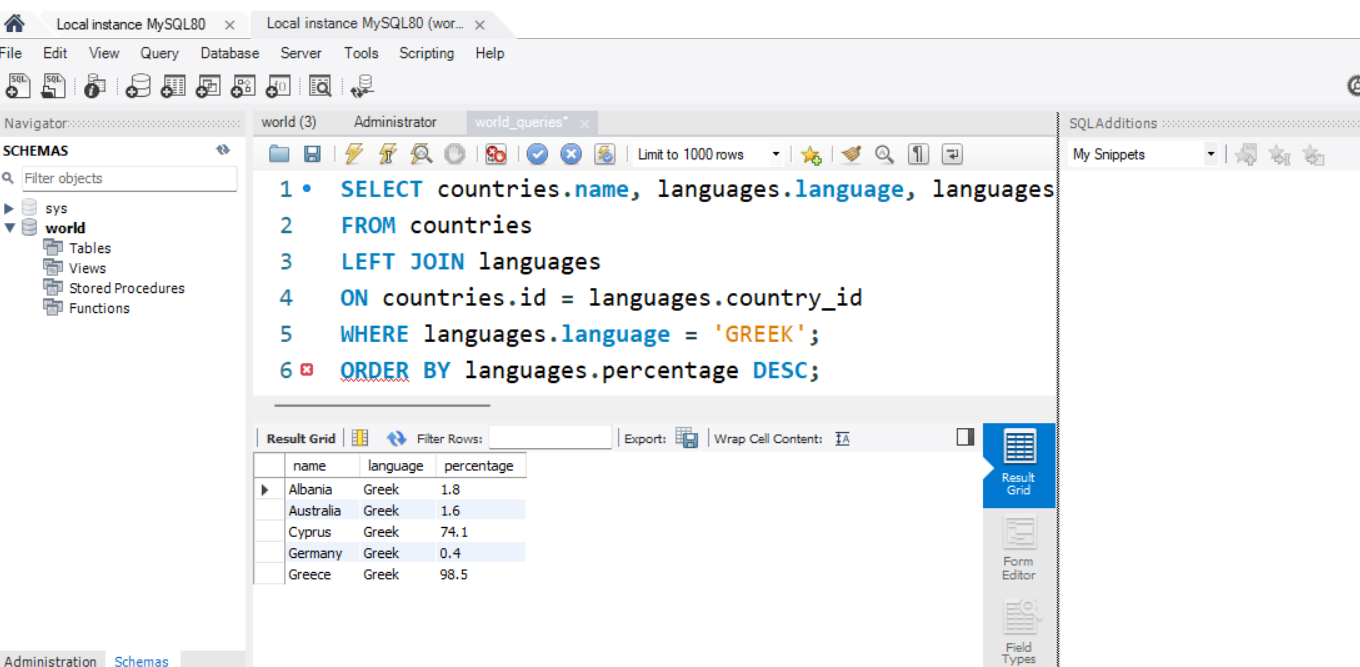 Local instance MySQL80
Local instance MySQL80 (wor...
File Edit View Query Database Server Tools Scripting Help
Navigator
SCHEMAS
Filter objects
sys
world
Tables
Views
Stored Procedures
Functions
Administration Schemas
world (3) Administrator world_queries*
Limit to 1000 rows
1 SELECT countries.name, languages.language, languages
2 FROM countries
3 LEFT JOIN languages
4 ON countries.id = languages.country_id
5 WHERE languages.language = 'GREEK';
6 ORDER BY languages.percentage DESC;
Result Grid Filter Rows: Export: Wrap Cell Content: IA
name language percentage
Albania Greek 1.8
Australia Greek 1.6
Cyprus Greek 74.1
Germany Greek 0.4
Greece Greek 98.5
Result
Grid
Form
Editor
Field
Types
SQLAdditions
My Snippets